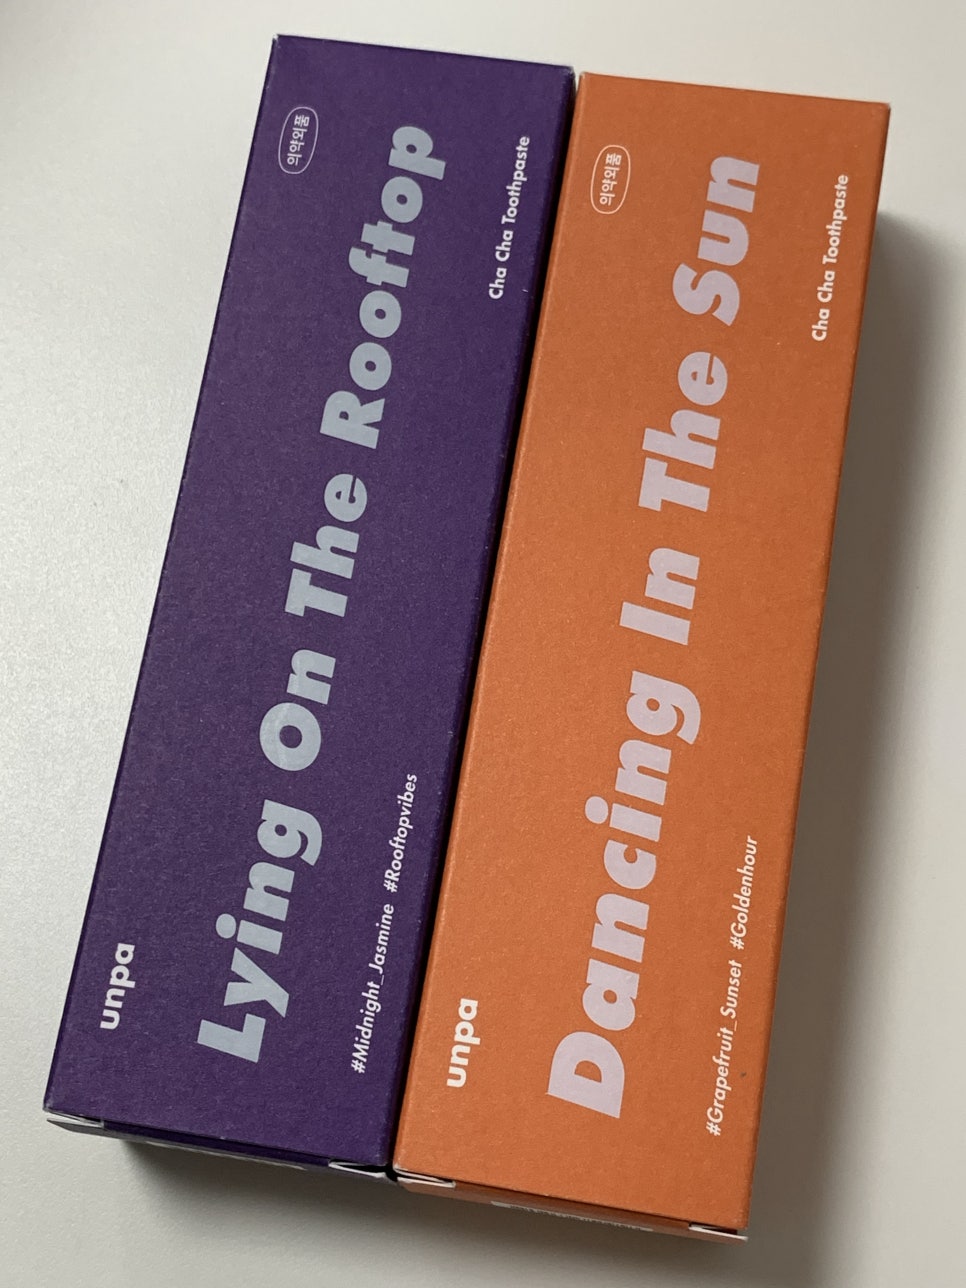 unpa
의약외품
Lying On The Rooftop
#Midnight_Jasmine #Rooftopvibes
Cha Cha Toothpaste
unpa
의약외품
Dancing In The Sun
#Grapefruit_Sunset #Goldenhour
Cha Cha Toothpaste